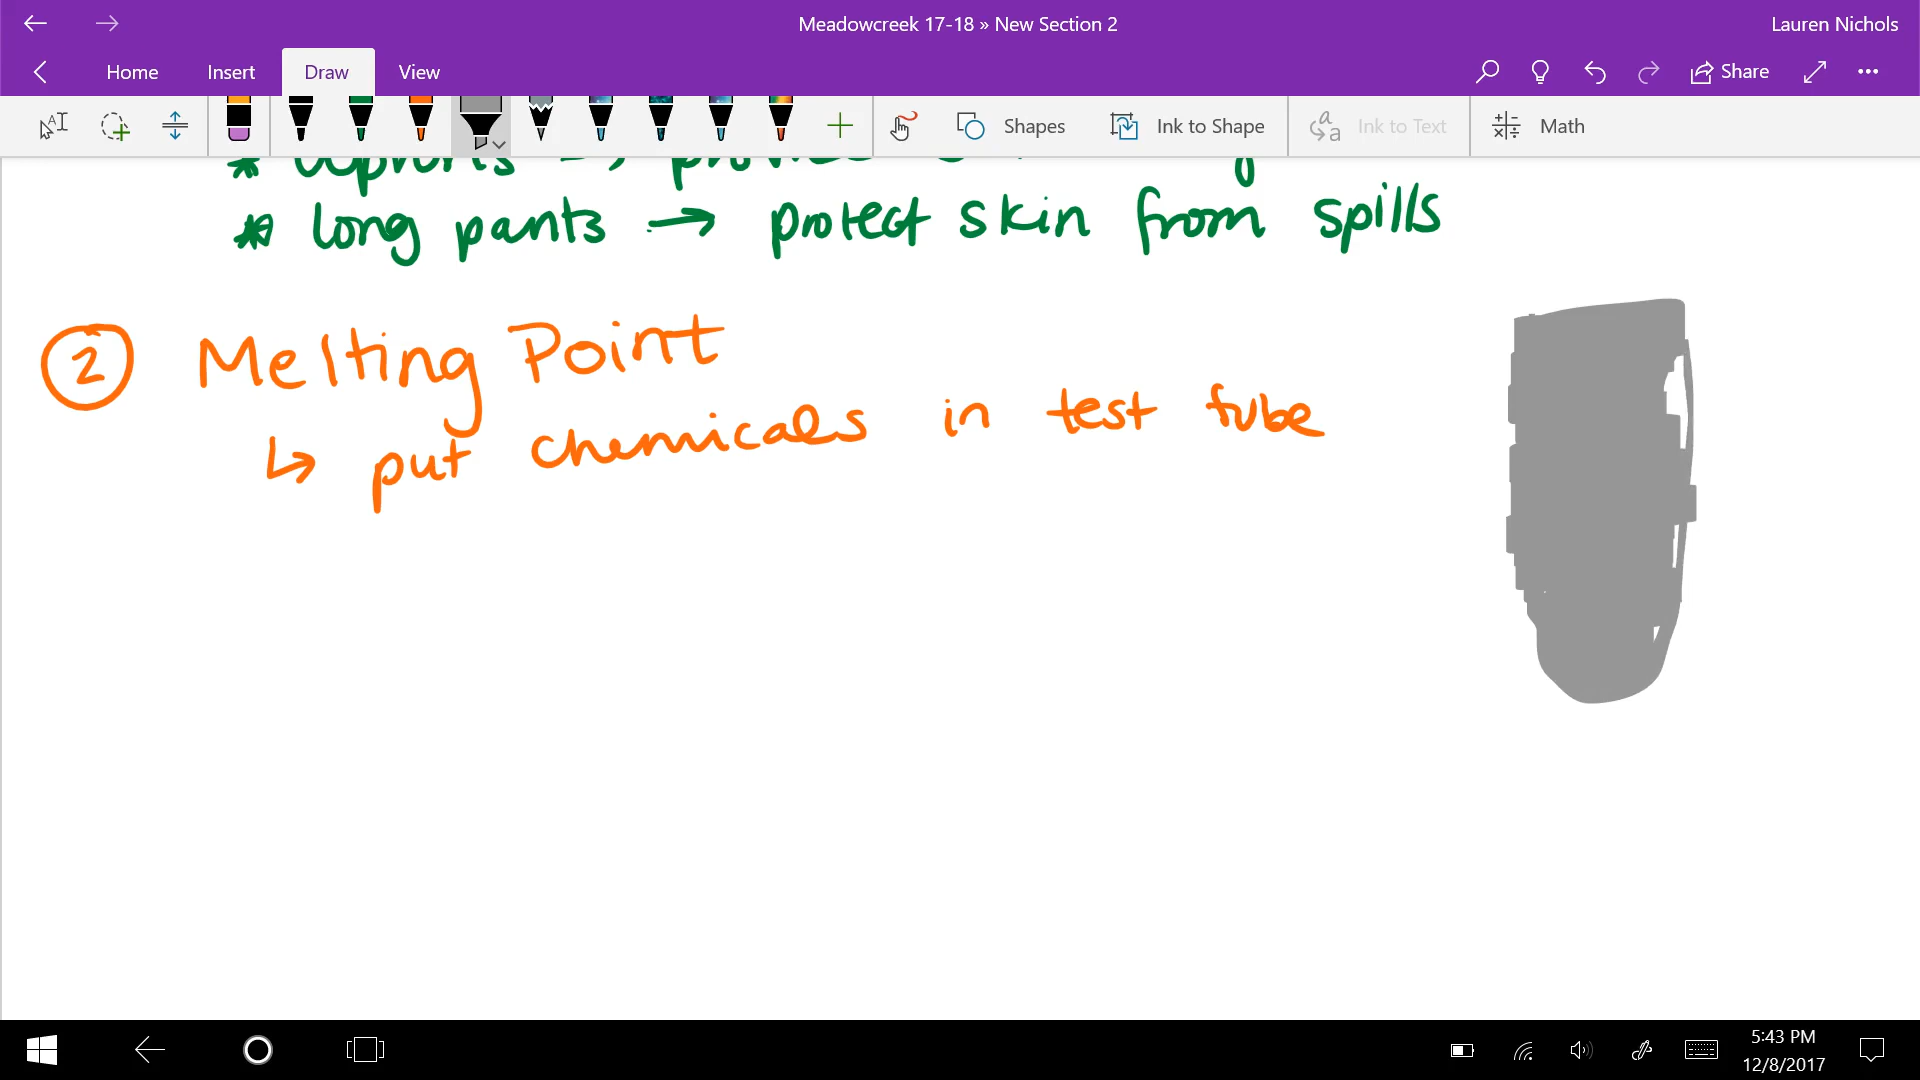 Meadowcreek 17-18 » New Section 2
Lauren Nichols
Home Insert Draw View
Share
Shapes Ink to Shape Ink to Text Math
* long pants → protect skin from spills
② Melting Point
↳ put chemicals in test tube
5:43 PM
12/8/2017